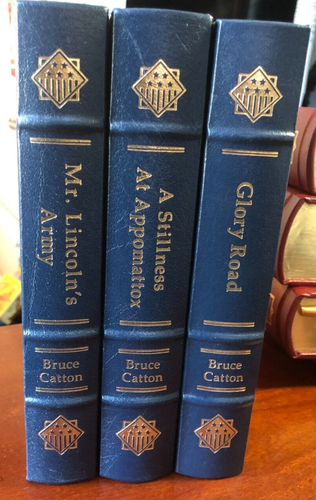 Mr. Lincoln's
Army
Bruce
Catton
A Stillness
At Appomattox
Bruce
Catton
Glory Road
Bruce
Catton